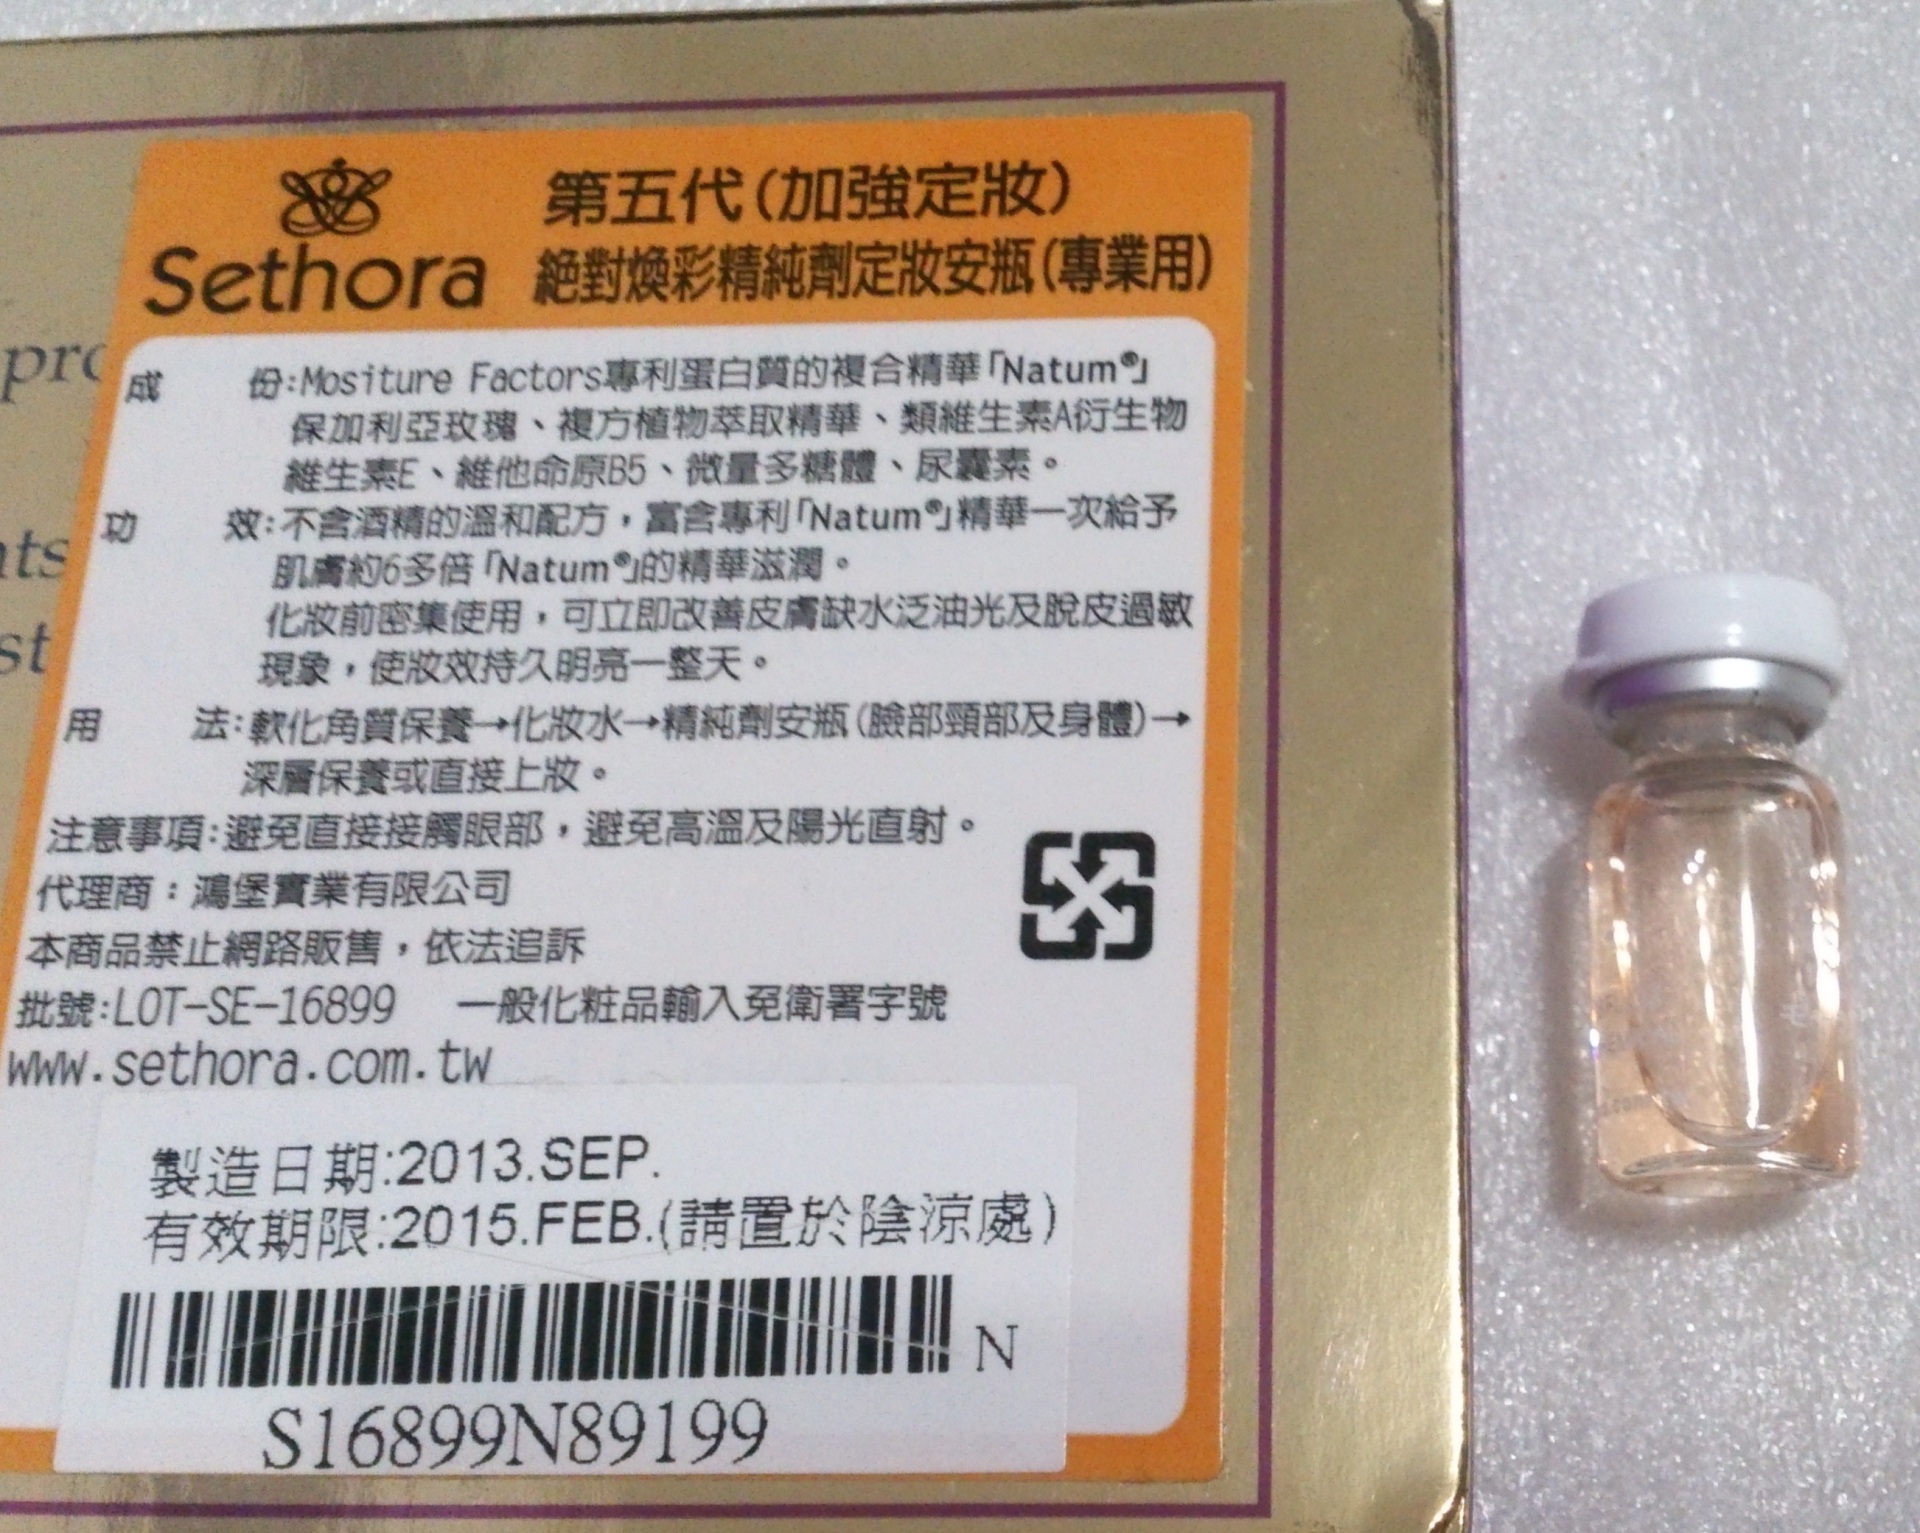 Sethora
第五代(加強定妝)
絕對煥彩精純劑定妝安瓶(專業用)
成 份:Mositure Factors專利蛋白質的複合精華「Natum®」
保加利亞玫瑰、複方植物萃取精華、類維生素A衍生物
維生素E、維他命原B5、微量多糖體、尿囊素。
功 效:不含酒精的溫和配方，富含專利「Natum®」精華一次給予
肌膚約6多倍「Natum®」的精華滋潤。
化妝前密集使用，可立即改善皮膚缺水泛油光及脫皮過敏
現象，使妝效持久明亮一整天。
用 法:軟化角質保養→化妝水→精純劑安瓶(臉部頸部及身體)→
深層保養或直接上妝。
注意事項:避免直接接觸眼部，避免高溫及陽光直射。
代理商：鴻堡實業有限公司
本商品禁止網路販售，依法追訴
批號:LOT-SE-16899 一般化粧品輸入免衛署字號
www.sethora.com.tw
製造日期:2013.SEP.
有效期限:2015.FEB.(請置於陰涼處)
N
S16899N89199
pro
nts
st